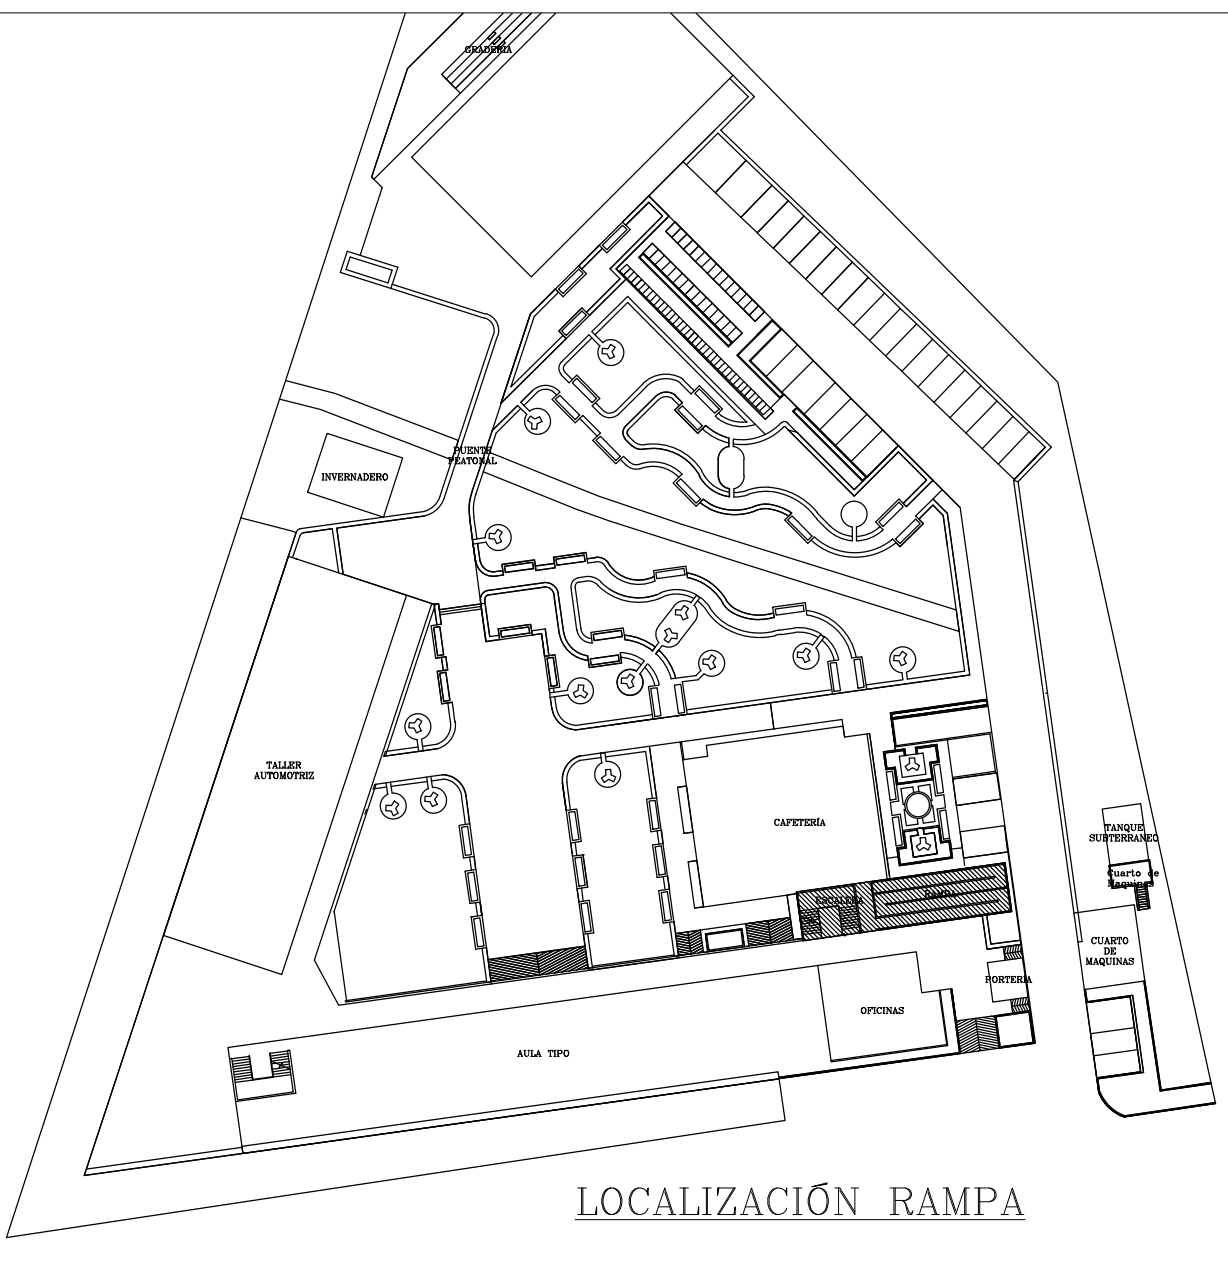 GRADERIA
PUENTE
PEATONAL
INVERNADERO
TALLER
AUTOMOTRIZ
CAFETERÍA
TANQUE
SUBTERRANEO
Cuarto de
Maquinas
ESCALERA
RAMPA
CUARTO
DE
MAQUINAS
PORTERIA
OFICINAS
AULA TIPO
LOCALIZACIÓN RAMPA